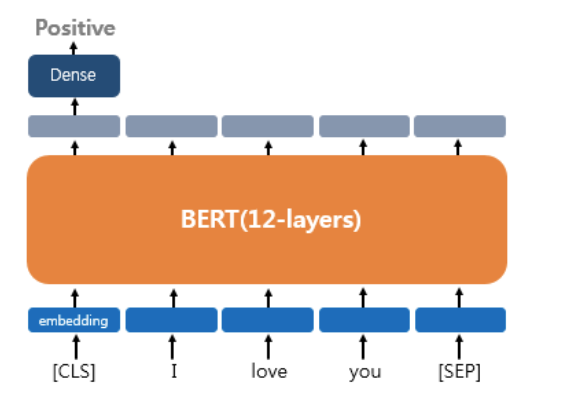 Positive
Dense
BERT(12-layers)
embedding
[CLS] I love you [SEP]